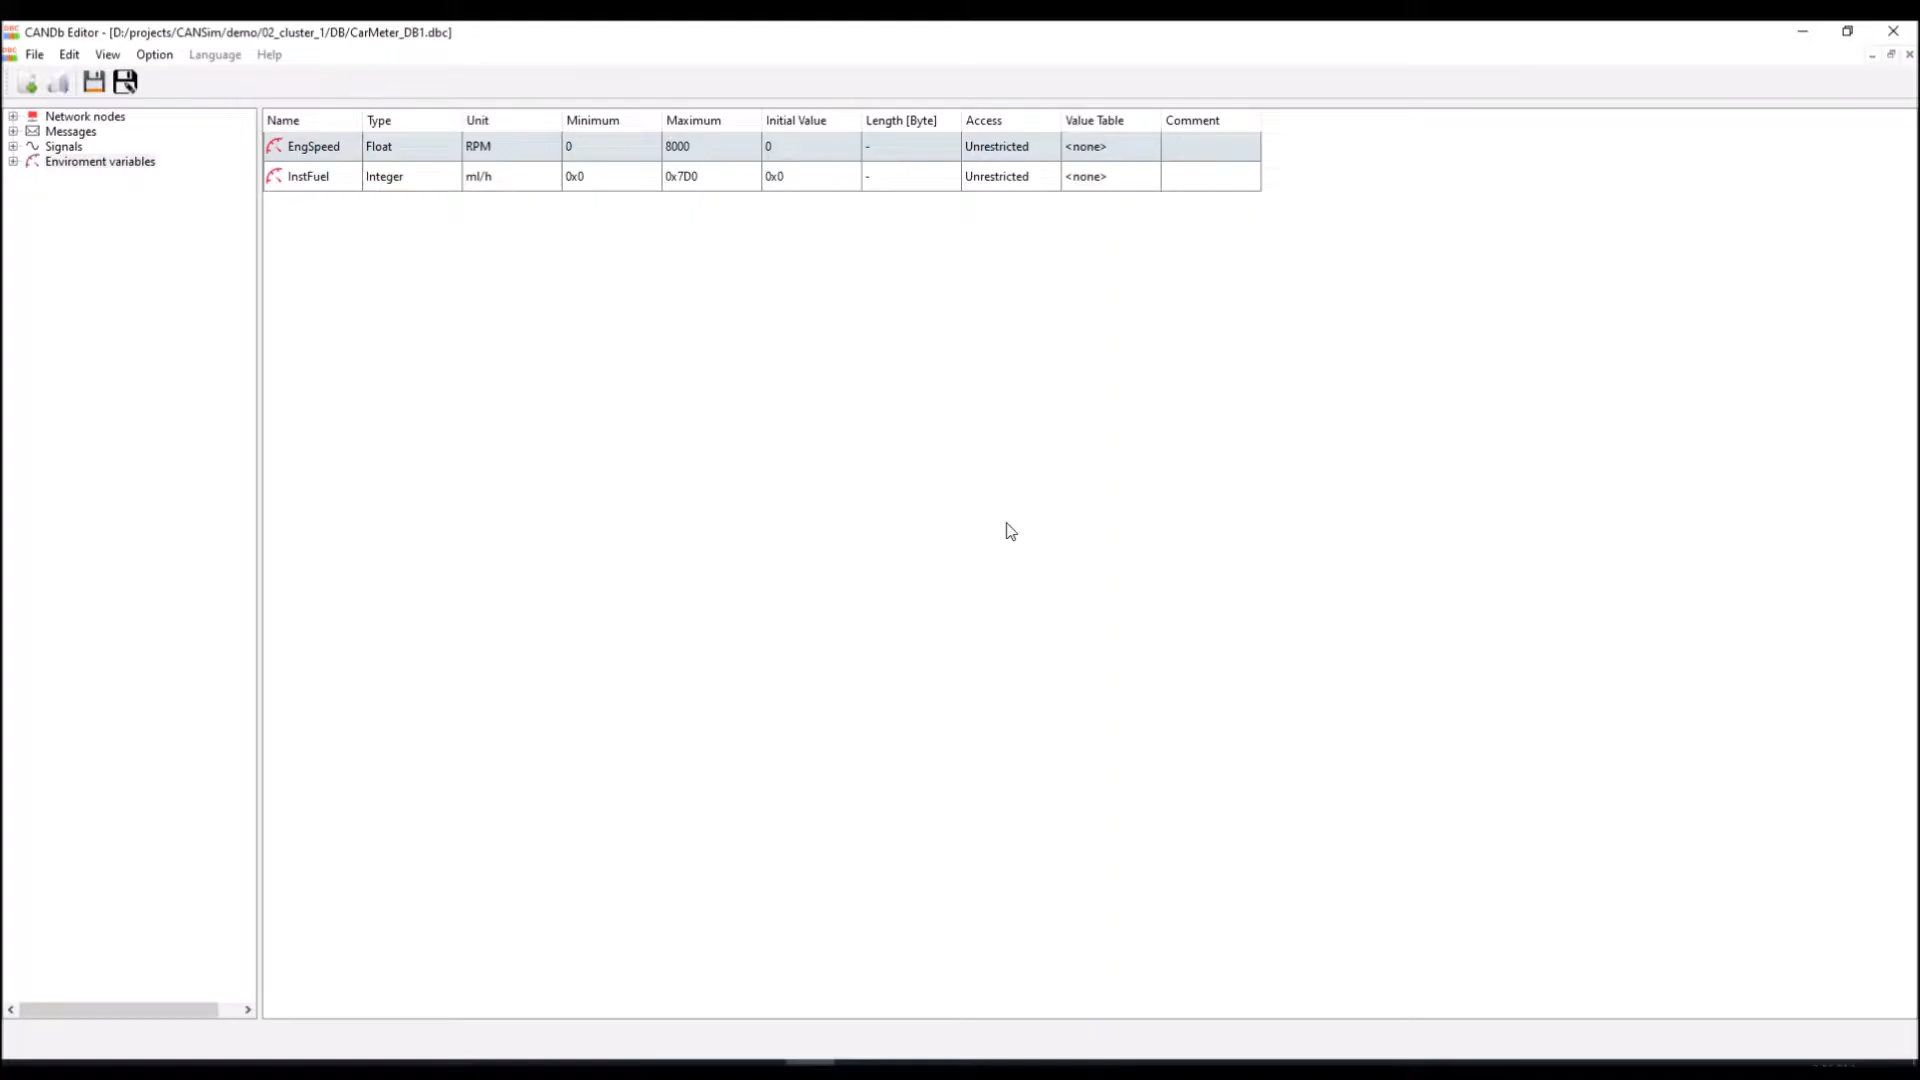 CANDb Editor - [D:/projects/CANSim/demo/02_cluster_1/DB/CarMeter_DB1.dbc]
File Edit View Option Language Help
Network nodes
Messages
Signals
Enviroment variables
Name Type Unit Minimum Maximum Initial Value Length [Byte] Access Value Table Comment
EngSpeed Float RPM 0 8000 0 - Unrestricted <none>
InstFuel Integer ml/h 0x0 0x7D0 0x0 - Unrestricted <none>